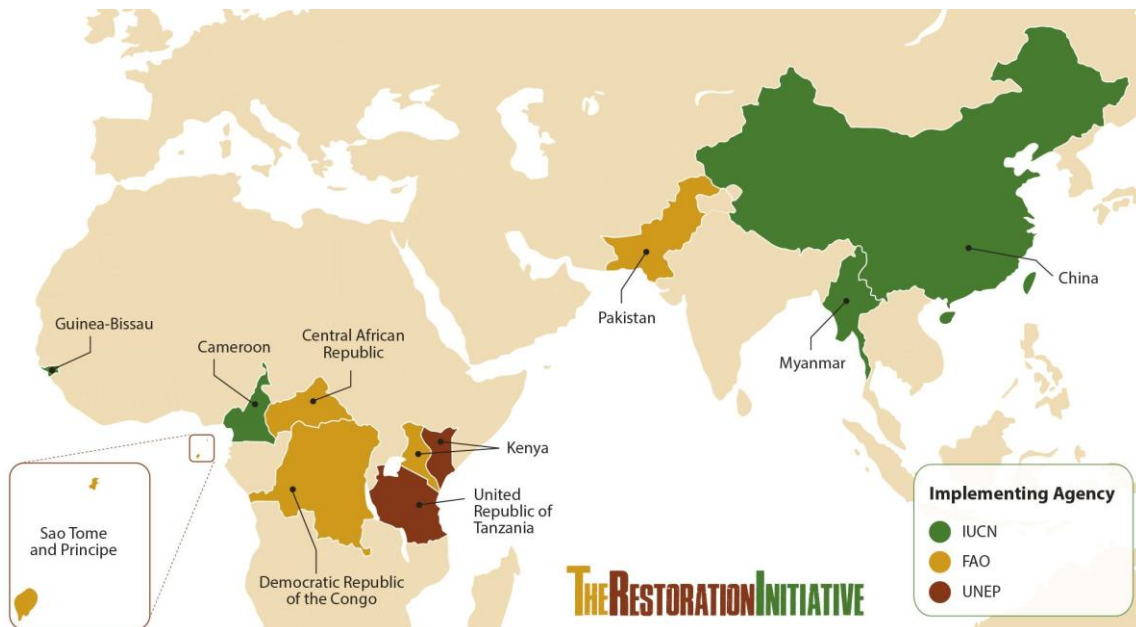 China
Pakistan
Myanmar
Guinea-Bissau
Cameroon
Central African
Republic
Kenya
United
Republic of
Tanzania
Sao Tome
and Principe
Democratic Republic
of the Congo
THERESTORATIONINITIATIVE
Implementing Agency
IUCN
FAO
UNEP